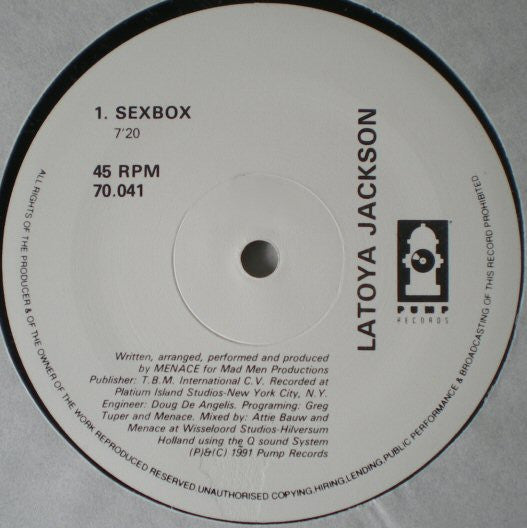 1. SEXBOX
7'20
45 RPM
70.041
LATOYA JACKSON
PUMP
RECORDS
Written, arranged, performed and produced
by MENACE for Mad Men Productions
Publisher: T.B.M. International C.V. Recorded at
Platium Island Studios-New York City, N.Y.
Engineer: Doug De Angelis. Programing: Greg
Tuper and Menace. Mixed by: Attie Bauw and
Menace at Wisseloord Studios-Hilversum
Holland using the Q sound System
(P)&(C) 1991 Pump Records
ALL RIGHTS OF THE PRODUCER & OF THE OWNER OF THE WORK REPRODUCED RESERVED.UNAUTHORISED COPYING,HIRING,LENDING,PUBLIC PERFORMANCE & BROADCASTING OF THIS RECORD PROHIBITED.